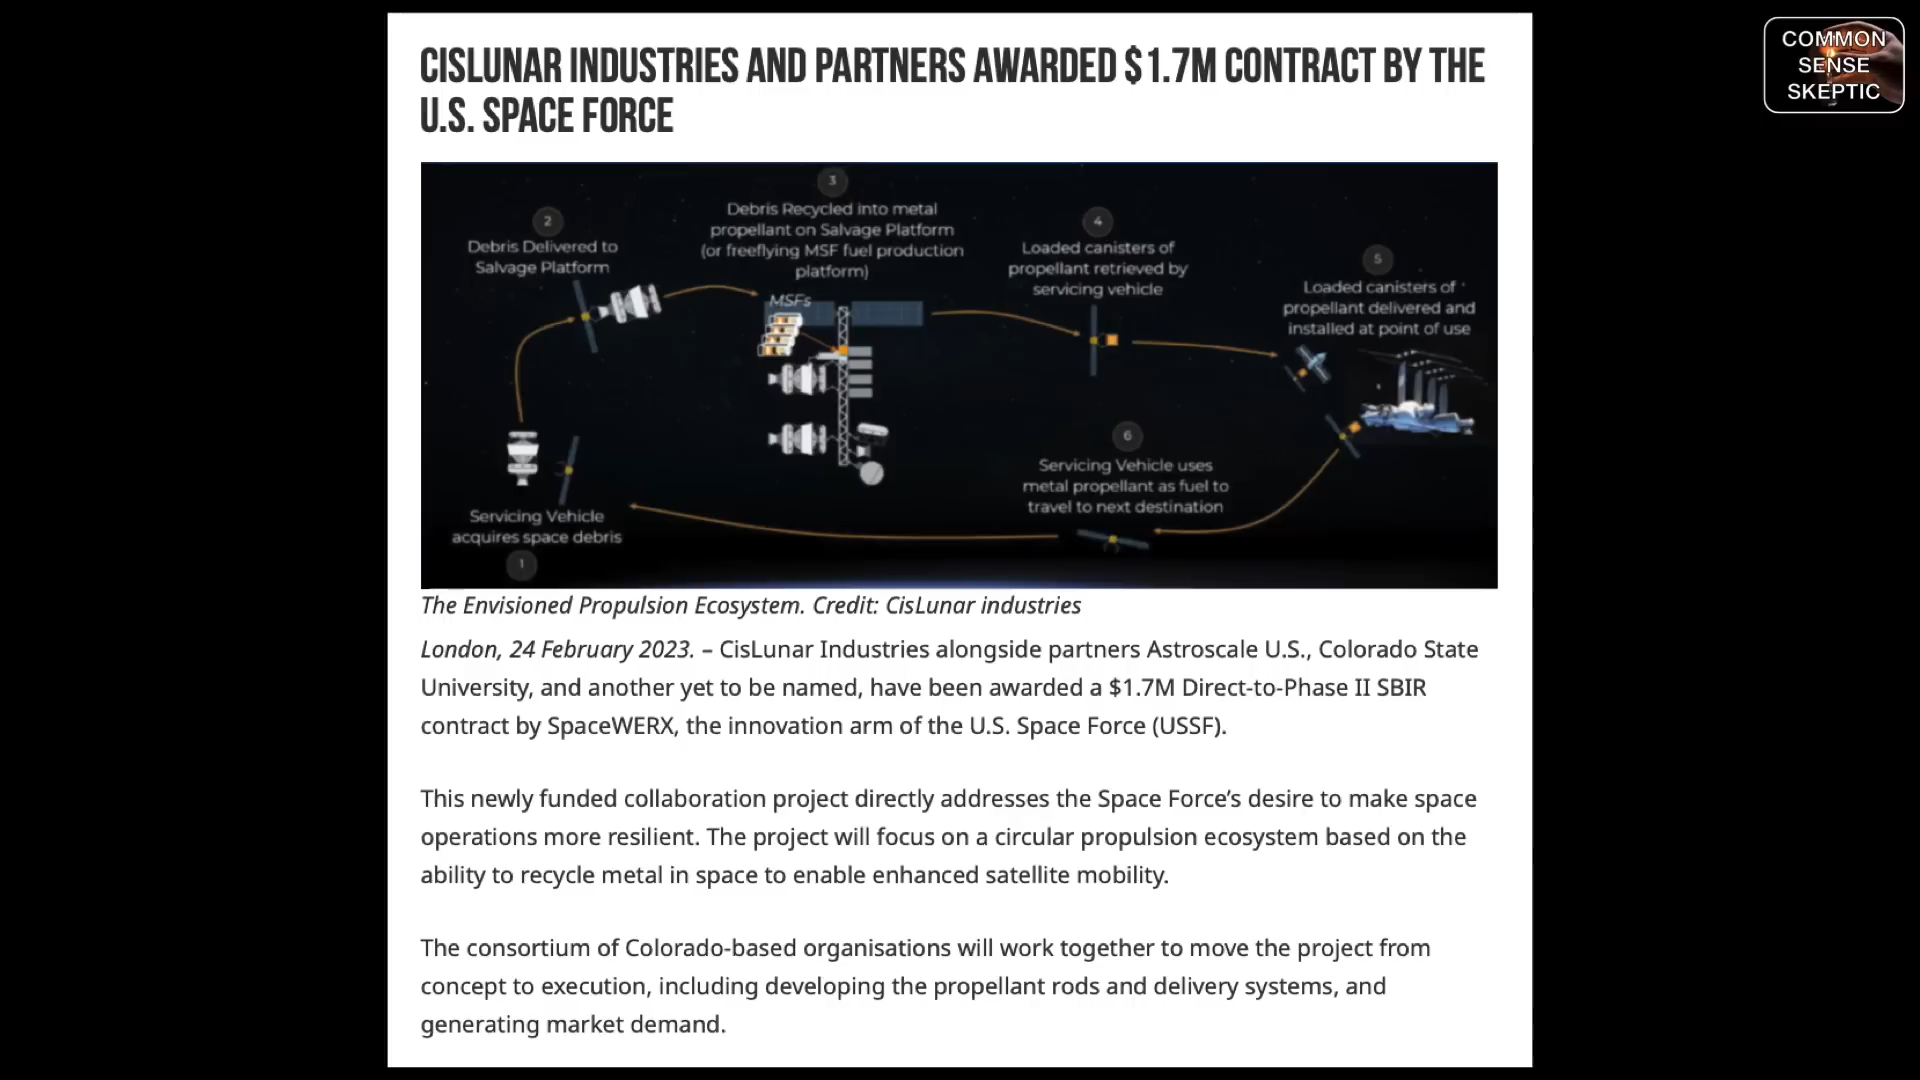 CISLUNAR INDUSTRIES AND PARTNERS AWARDED $1.7M CONTRACT BY THE
U.S. SPACE FORCE
COMMON
SENSE
SKEPTIC
2
Debris Delivered to
Salvage Platform
3
Debris Recycled into metal
propellant on Salvage Platform
(or freeflying MSF fuel production
platform)
MSFs
4
Loaded canisters of
propellant retrieved by
servicing vehicle
5
Loaded canisters of
propellant delivered and
installed at point of use
6
Servicing Vehicle uses
metal propellant as fuel to
travel to next destination
Servicing Vehicle
acquires space debris
1
The Envisioned Propulsion Ecosystem. Credit: CisLunar industries
London, 24 February 2023. – CisLunar Industries alongside partners Astroscale U.S., Colorado State
University, and another yet to be named, have been awarded a $1.7M Direct-to-Phase II SBIR
contract by SpaceWERX, the innovation arm of the U.S. Space Force (USSF).
This newly funded collaboration project directly addresses the Space Force’s desire to make space
operations more resilient. The project will focus on a circular propulsion ecosystem based on the
ability to recycle metal in space to enable enhanced satellite mobility.
The consortium of Colorado-based organisations will work together to move the project from
concept to execution, including developing the propellant rods and delivery systems, and
generating market demand.